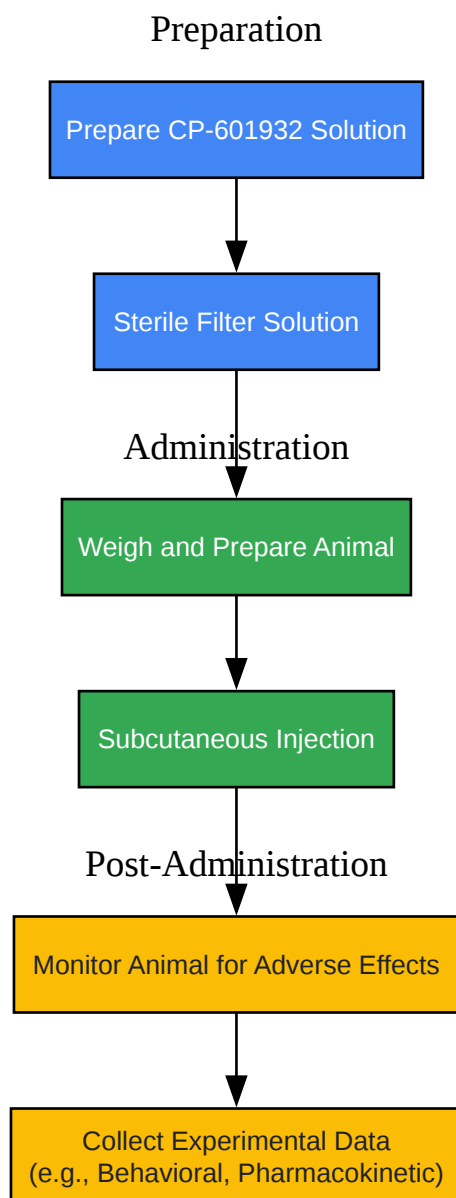 Preparation
Prepare CP-601932 Solution
Sterile Filter Solution
Administration
Weigh and Prepare Animal
Subcutaneous Injection
Post-Administration
Monitor Animal for Adverse Effects
Collect Experimental Data
(e.g., Behavioral, Pharmacokinetic)